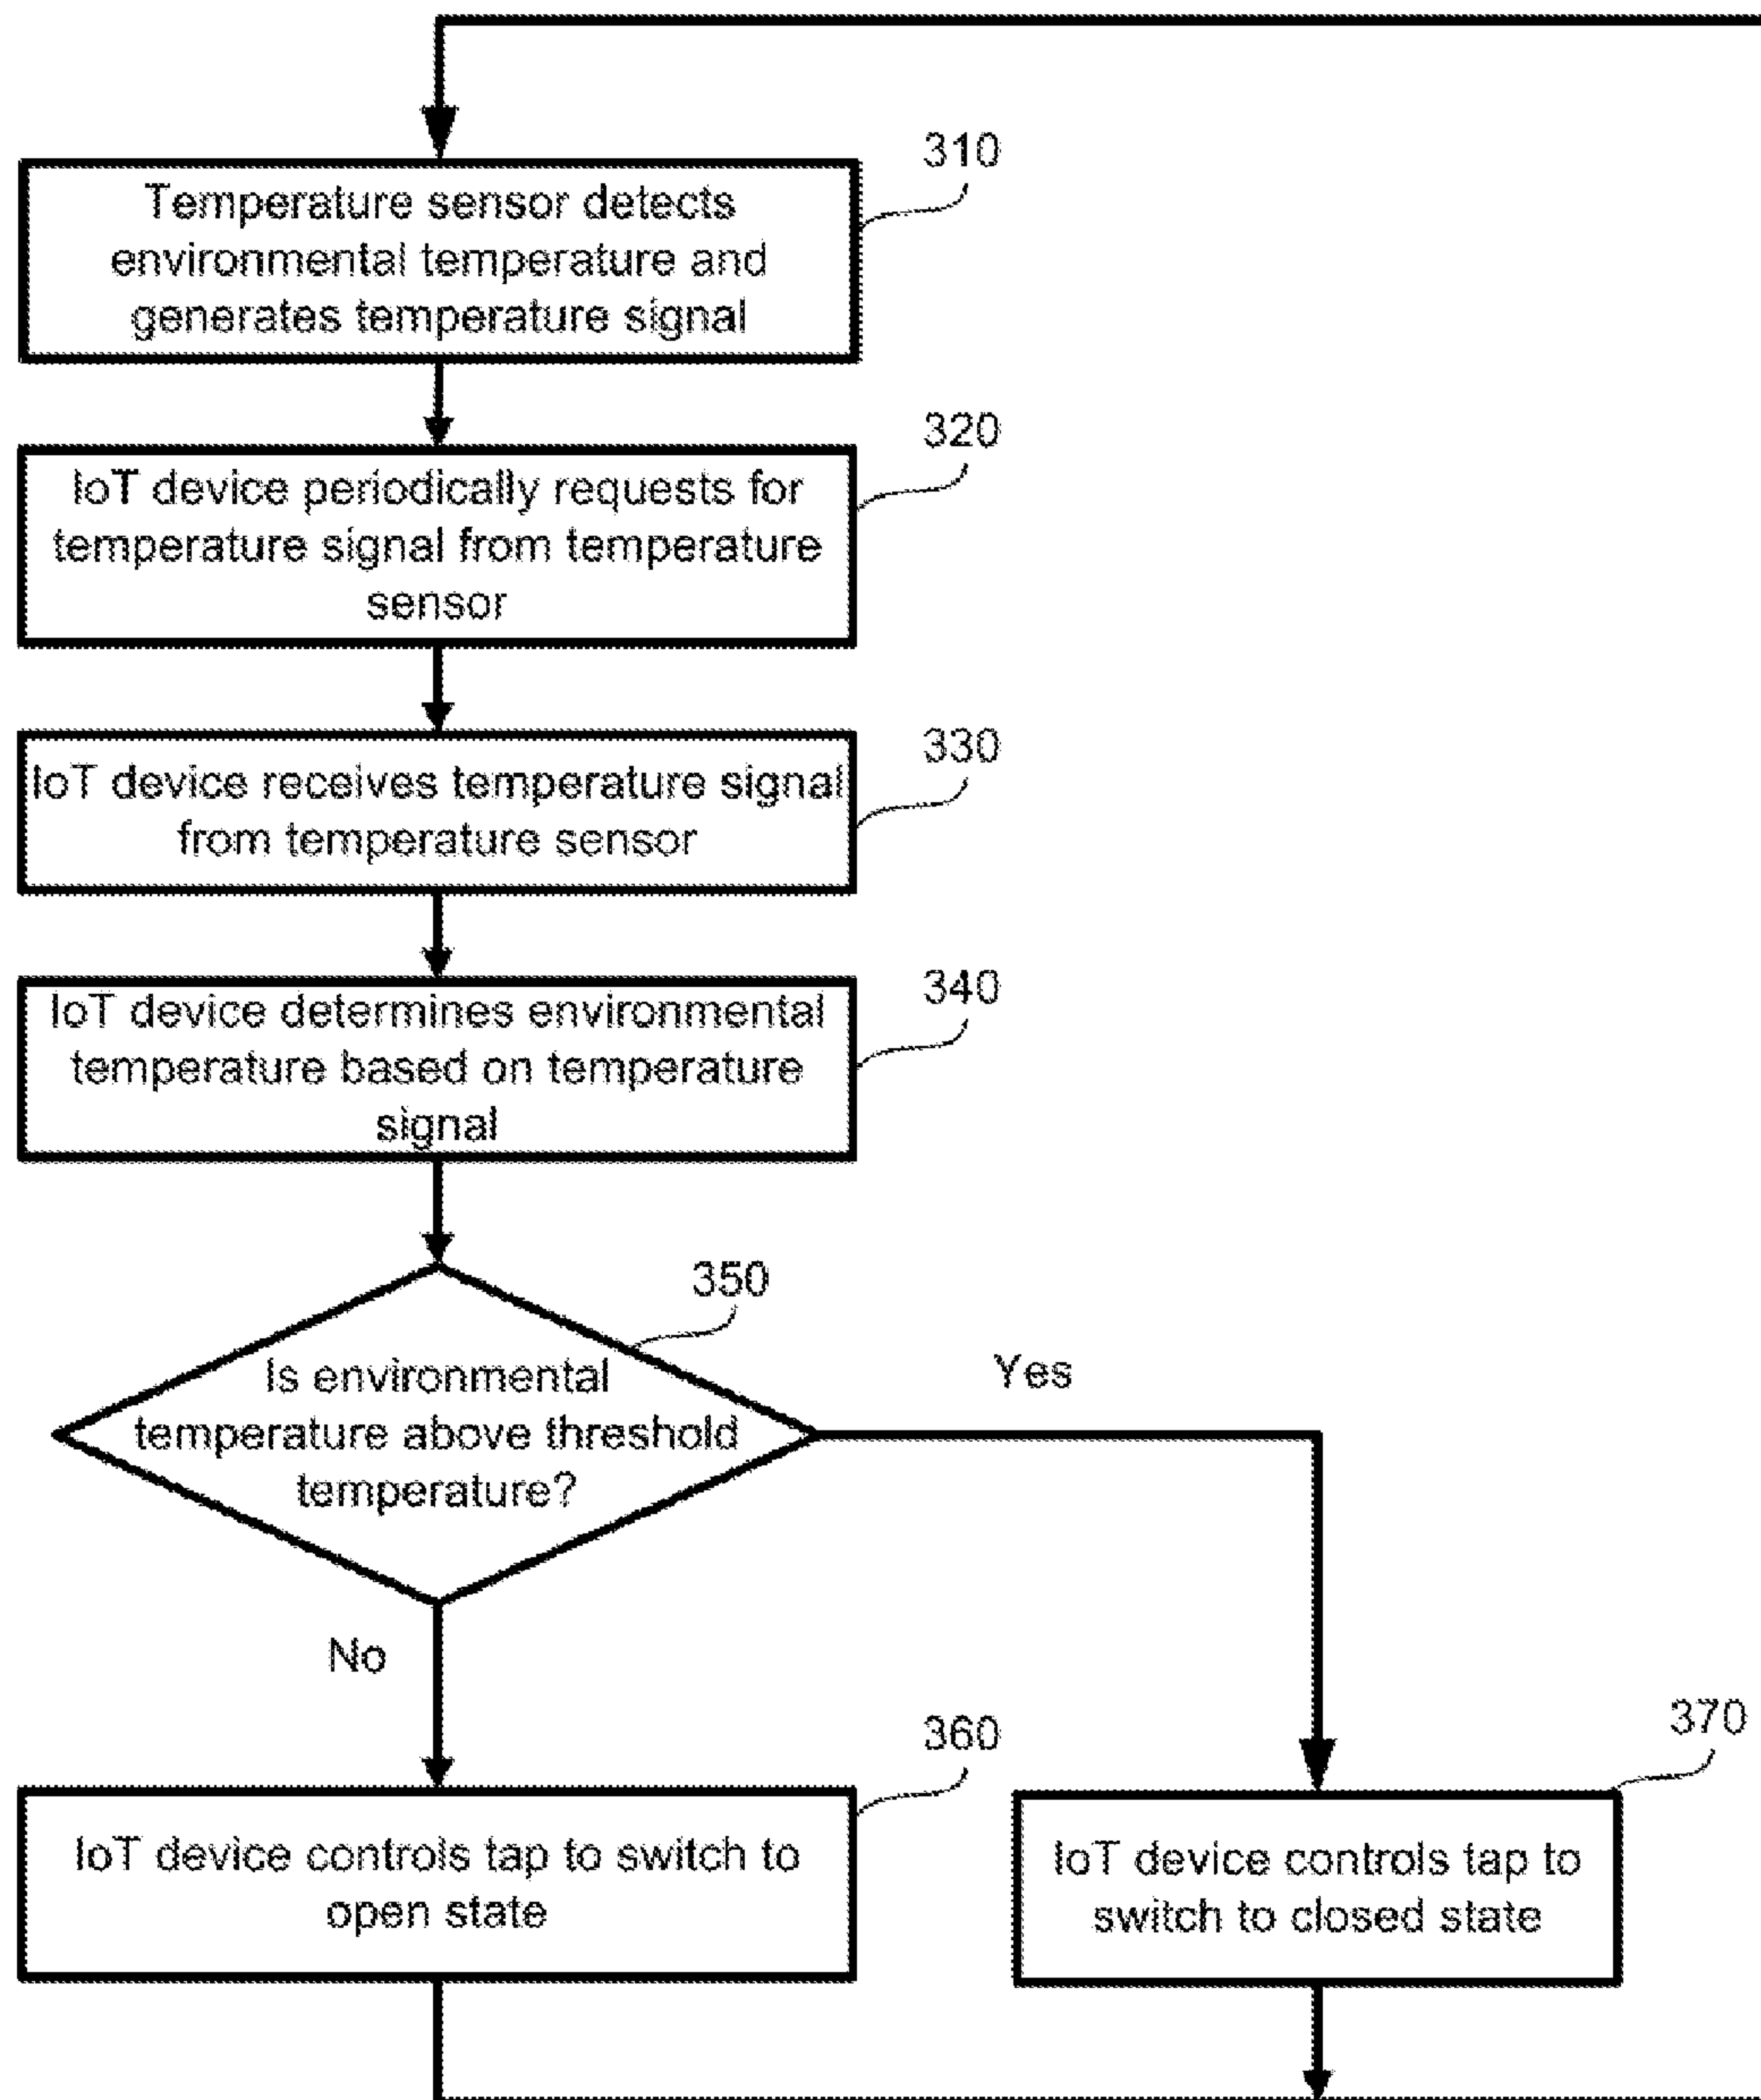 310
Temperature sensor detects
environmental temperature and
generates temperature signal
320
IoT device periodically requests for
temperature signal from temperature
sensor
330
IoT device receives temperature signal
from temperature sensor
340
IoT device determines environmental
temperature based on temperature
signal
350
Is environmental
temperature above threshold
temperature?
Yes
No
360
IoT device controls tap to switch to
open state
370
IoT device controls tap to
switch to closed state